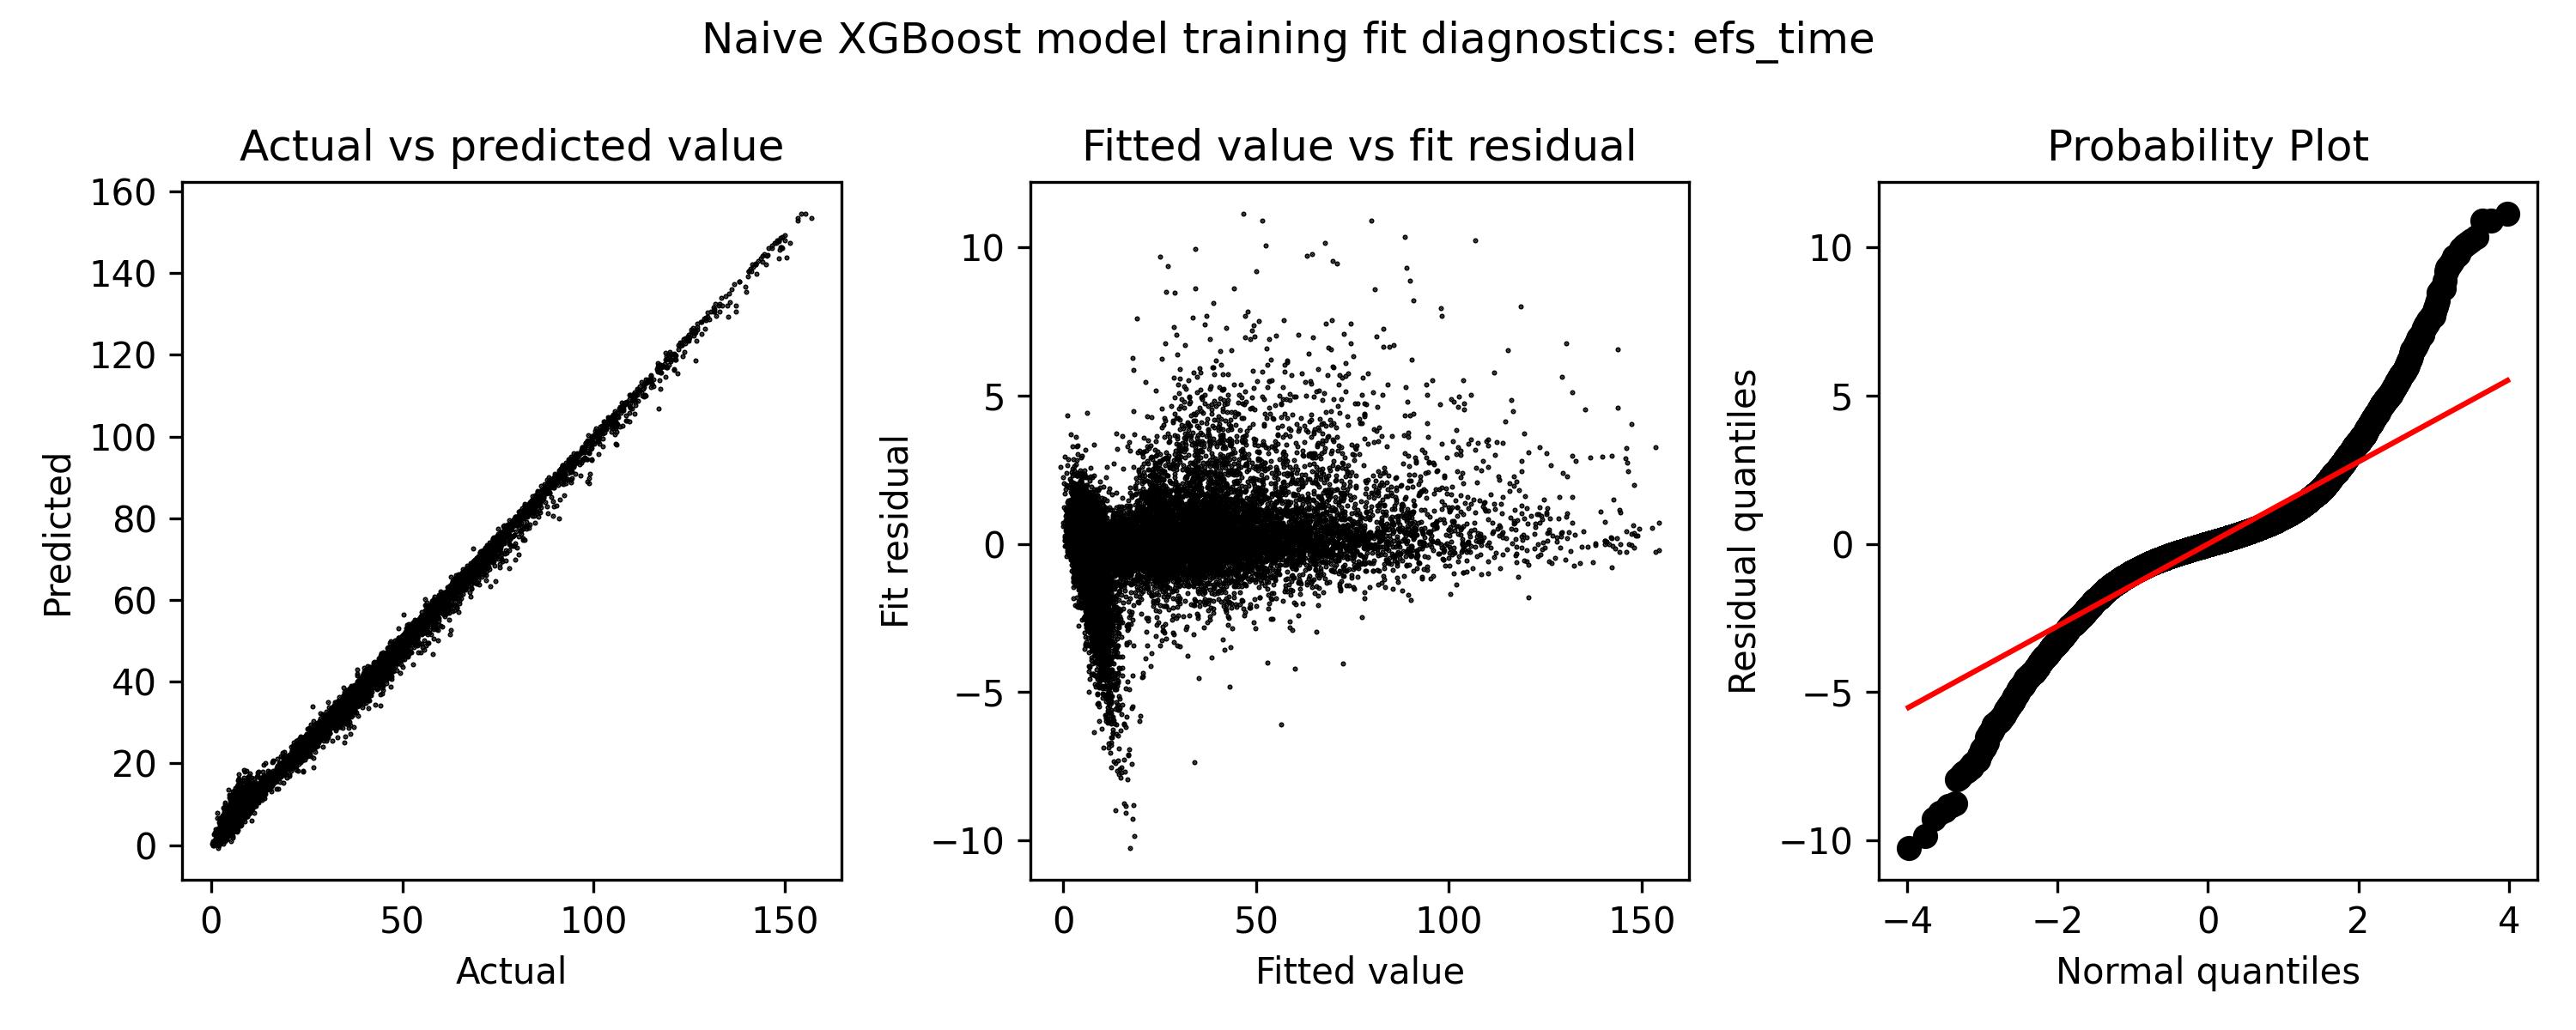 Naive XGBoost model training fit diagnostics: efs_time
Actual vs predicted value
160
140
120
100
80
60
40
20
0
Predicted
0 50 100 150
Actual
Fitted value vs fit residual
10
5
0
−5
−10
Fit residual
0 50 100 150
Fitted value
Probability Plot
10
5
0
−5
−10
Residual quantiles
−4 −2 0 2 4
Normal quantiles